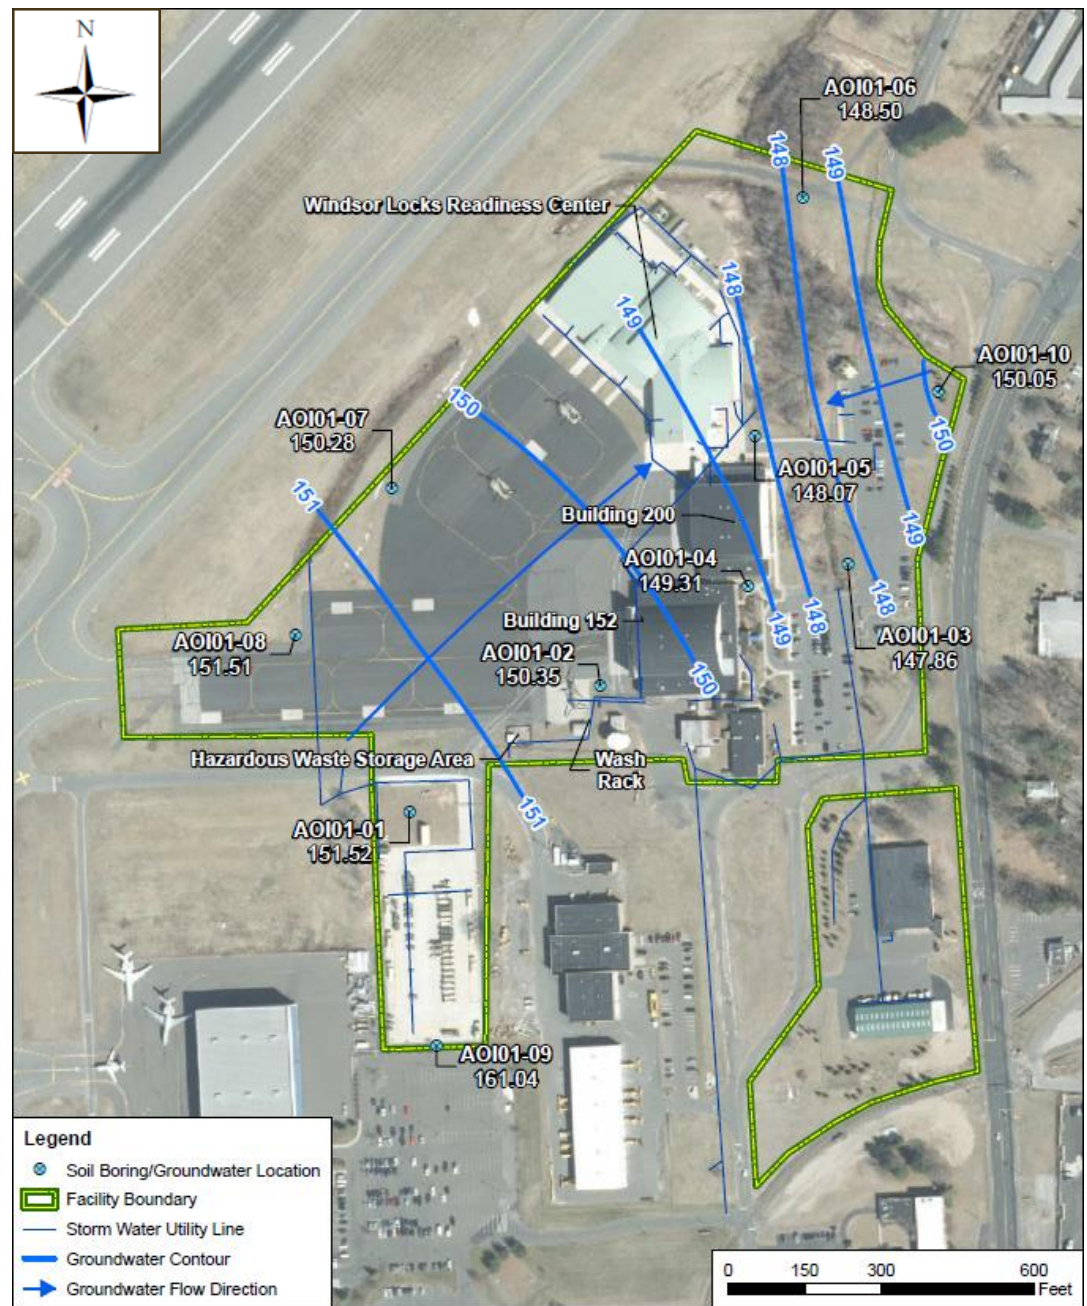 N
AOI01-06
148.50
148
149
Windsor Locks Readiness Center
148
149
AOI01-10
150.05
150
AOI01-07
150.28
150
AOI01-05
148.07
151
Building 200
149
AOI01-04
149.31
148
AOI01-03
147.86
Building 152
148
149
AOI01-08
151.51
AOI01-02
150.35
150
Hazardous Waste Storage Area
Wash
Rack
151
AOI01-01
151.52
AOI01-09
161.04
Legend
Soil Boring/Groundwater Location
Facility Boundary
Storm Water Utility Line
Groundwater Contour
Groundwater Flow Direction
0 150 300 600
Feet